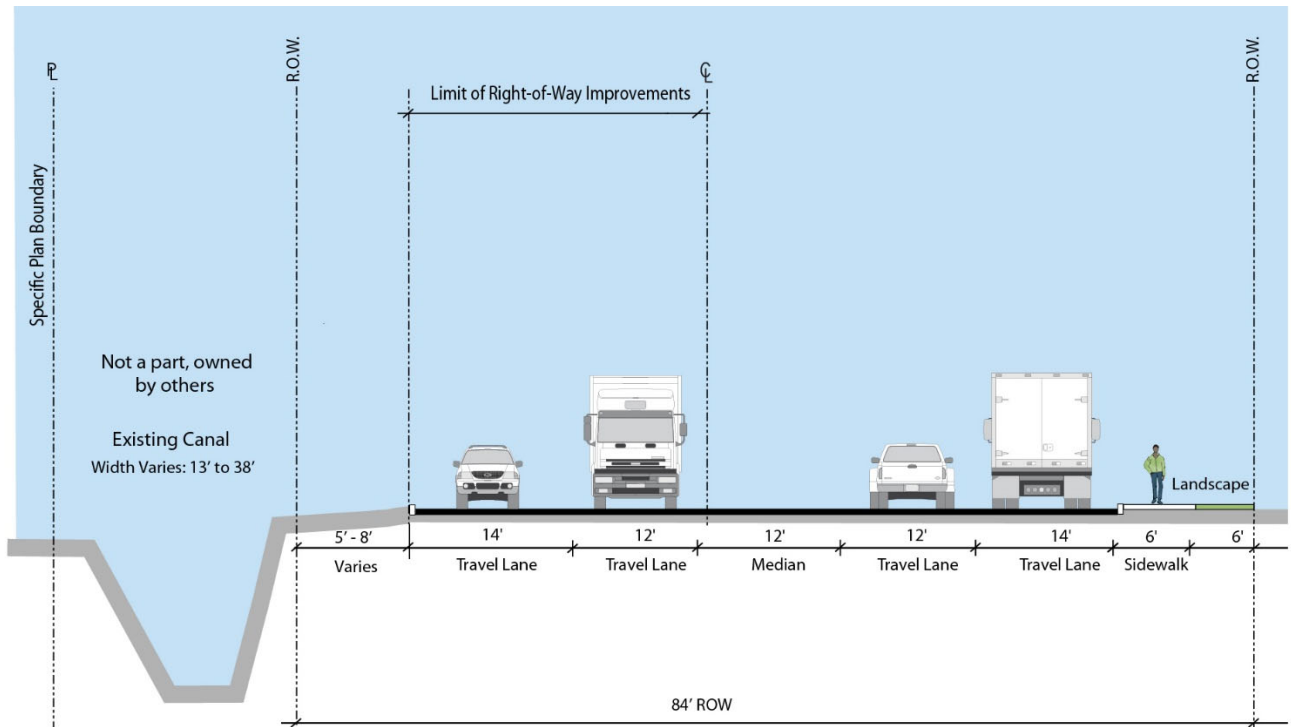 PL
Specific Plan Boundary
R.O.W.
Limit of Right-of-Way Improvements
CL
R.O.W.
Not a part, owned
by others
Existing Canal
Width Varies: 13' to 38'
Landscape
5' - 8'
14'
12'
12'
12'
14'
6'
6'
Varies
Travel Lane
Travel Lane
Median
Travel Lane
Travel Lane
Sidewalk
84' ROW